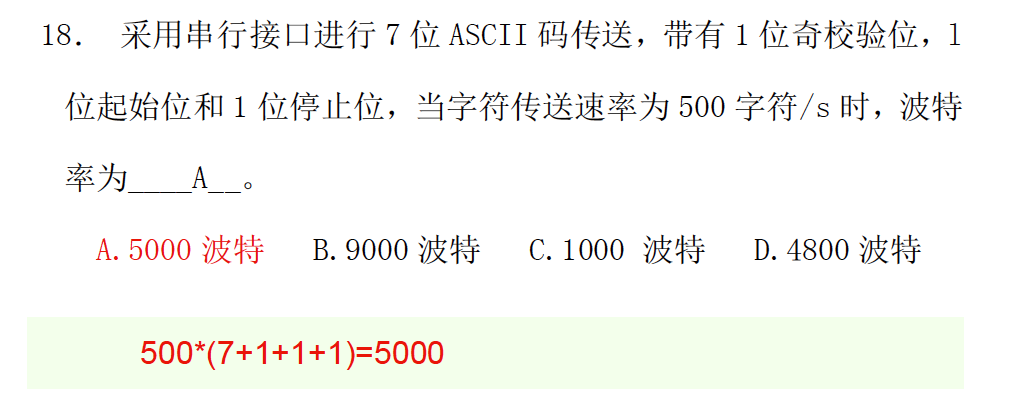 18. 采用串行接口进行 7 位 ASCII 码传送，带有 1 位奇校验位，1
位起始位和 1 位停止位，当字符传送速率为 500 字符/s 时，波特
率为____A__。
A.5000 波特 B.9000 波特 C.1000 波特 D.4800 波特
500*(7+1+1+1)=5000